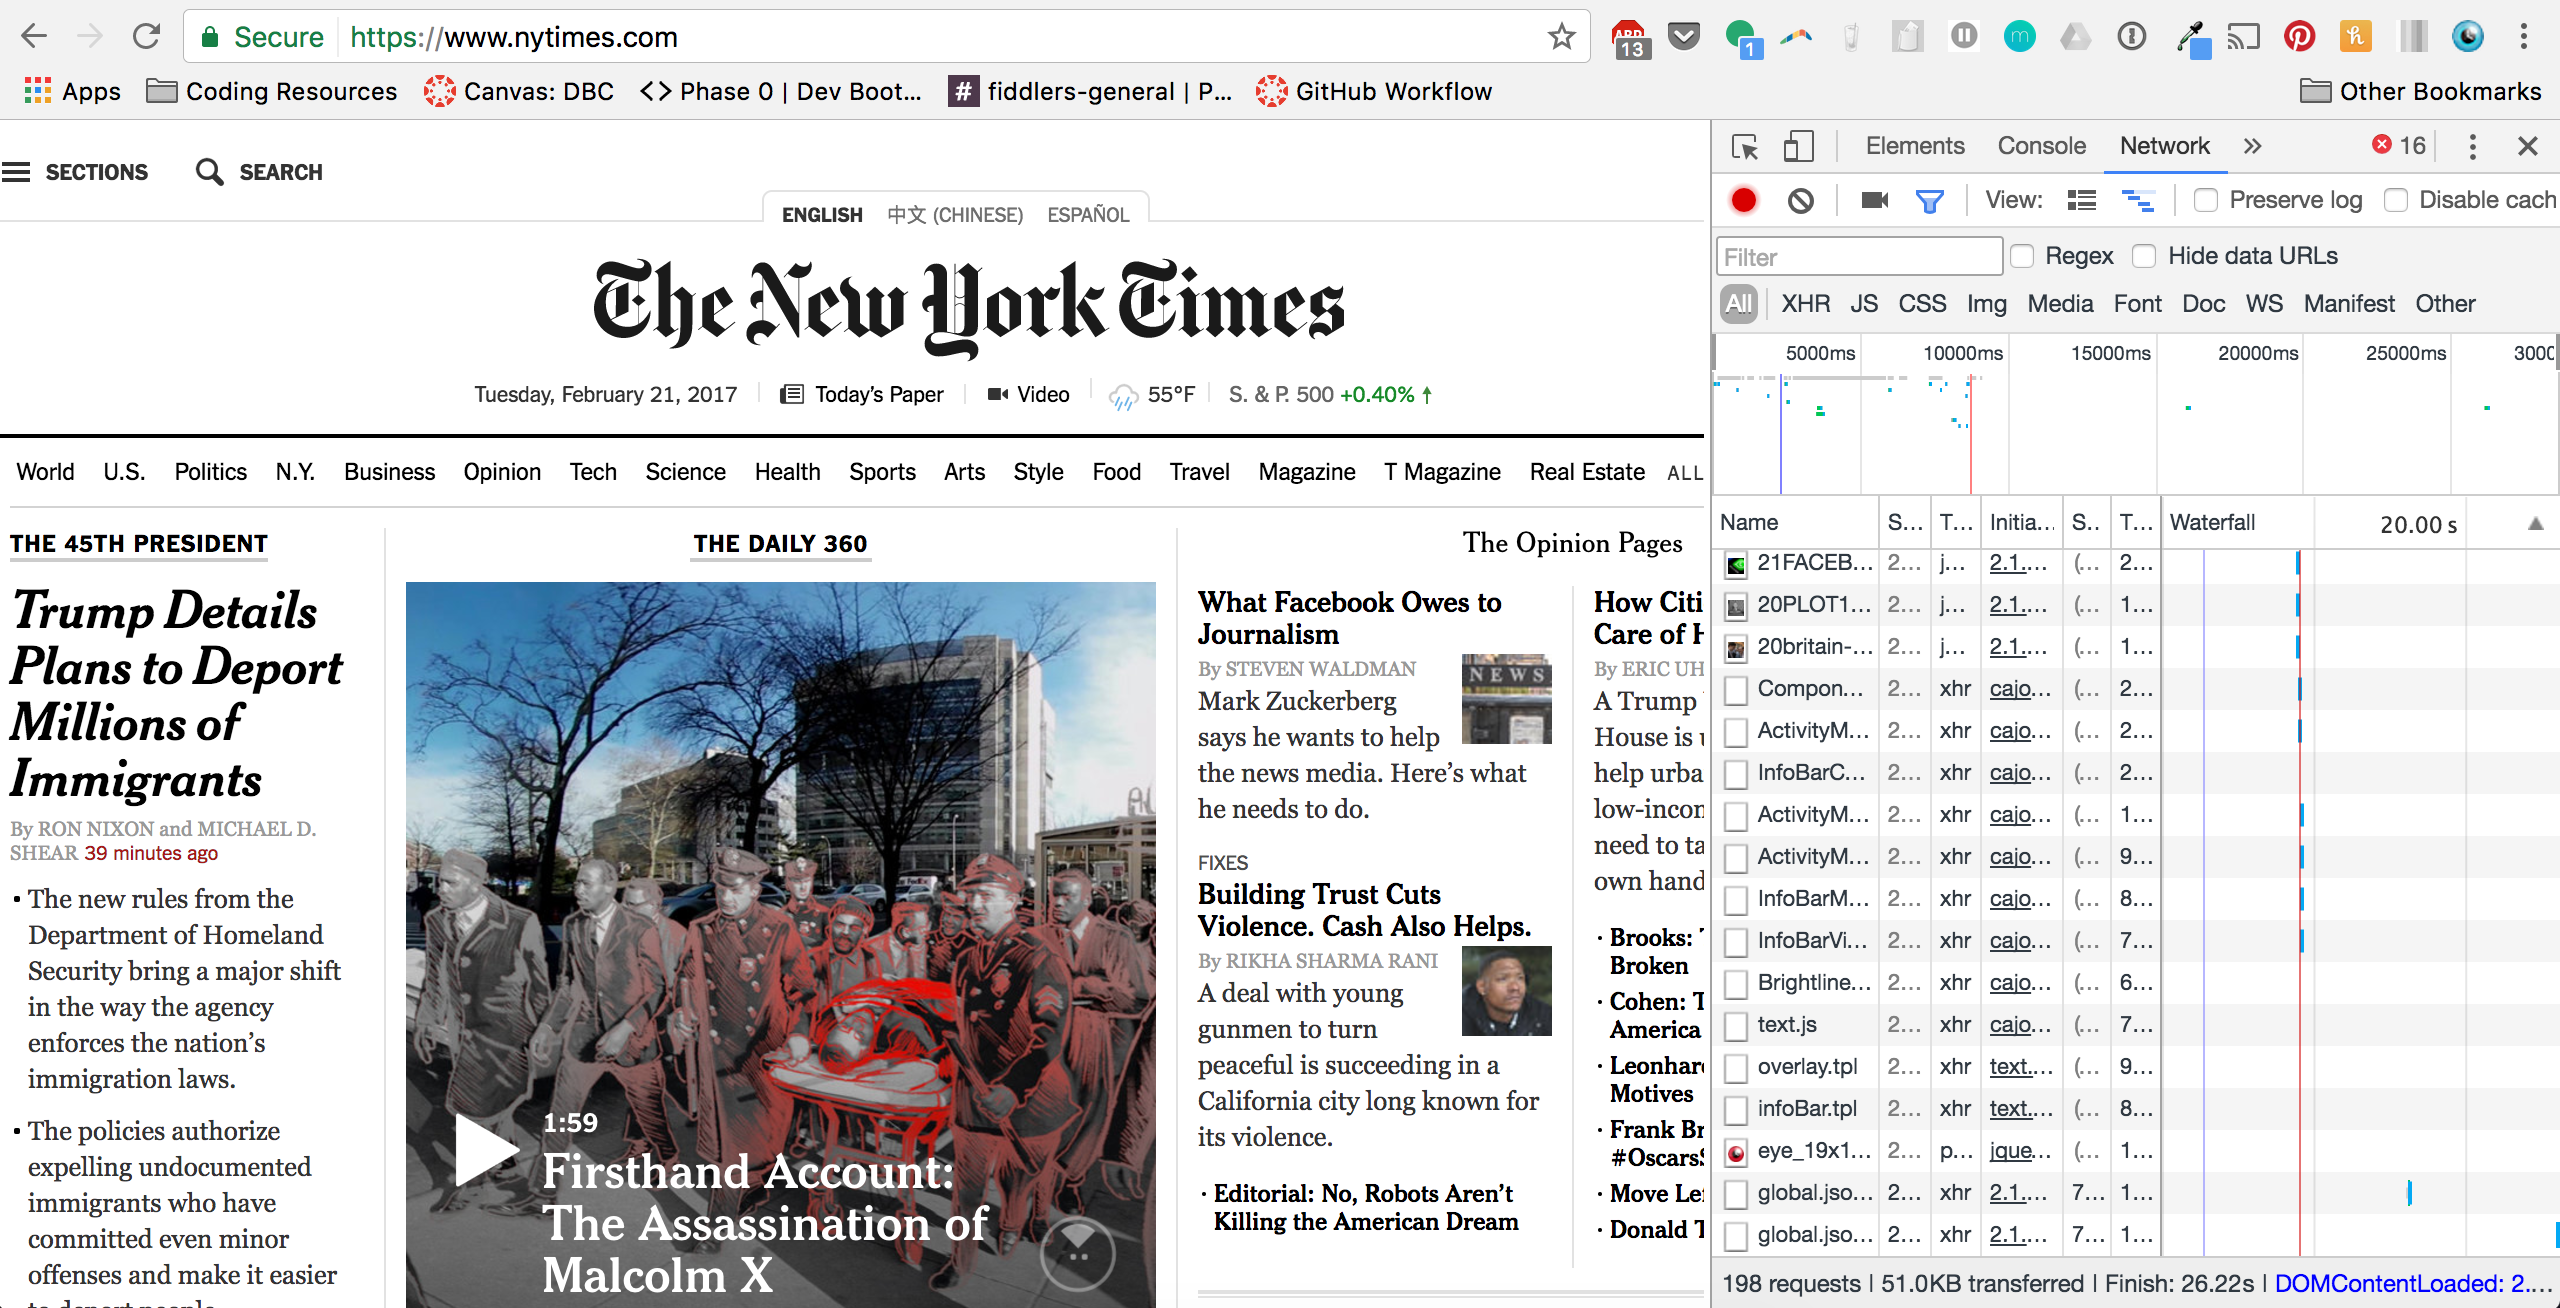 Secure https://www.nytimes.com
ABP 13 1 m h
Apps Coding Resources Canvas: DBC Phase 0 | Dev Boot... # fiddlers-general | P... GitHub Workflow Other Bookmarks
SECTIONS SEARCH
ENGLISH 中文 (CHINESE) ESPAÑOL
The New York Times
Tuesday, February 21, 2017 Today's Paper Video 55°F S. & P. 500 +0.40% ↑
World U.S. Politics N.Y. Business Opinion Tech Science Health Sports Arts Style Food Travel Magazine T Magazine Real Estate ALL
THE 45TH PRESIDENT
Trump Details
Plans to Deport
Millions of
Immigrants
By RON NIXON and MICHAEL D.
SHEAR 39 minutes ago
· The new rules from the
Department of Homeland
Security bring a major shift
in the way the agency
enforces the nation's
immigration laws.
· The policies authorize
expelling undocumented
immigrants who have
committed even minor
offenses and make it easier
to deport people
THE DAILY 360
1:59
Firsthand Account:
The Assassination of
Malcolm X
The Opinion Pages
What Facebook Owes to
Journalism
By STEVEN WALDMAN
NEWS
Mark Zuckerberg
says he wants to help
the news media. Here's what
he needs to do.
FIXES
Building Trust Cuts
Violence. Cash Also Helps.
By RIKHA SHARMA RANI
A deal with young
gunmen to turn
peaceful is succeeding in a
California city long known for
its violence.
· Editorial: No, Robots Aren't
Killing the American Dream
How Citi
Care of
By ERIC UH
A Trump
House is
help urba
low-incon
need to ta
own hand
· Brooks:
Broken
· Cohen: T
America
· Leonhar
Motives
· Frank Br
#Oscars
· Move Le
· Donald T
Elements Console Network » 16
View: Preserve log Disable cach
Filter Regex Hide data URLs
All XHR JS CSS Img Media Font Doc WS Manifest Other
5000ms 10000ms 15000ms 20000ms 25000ms 3000
Name S... T... Initia... S.. T... Waterfall 20.00 s
21FACEB... 2... j... 2.1.... (... 2...
20PLOT1... 2... j... 2.1.... (... 1...
20britain-... 2... j... 2.1.... (... 1...
Compon... 2... xhr cajo... (... 2...
ActivityM... 2... xhr cajo... (... 2...
InfoBarC... 2... xhr cajo... (... 2...
ActivityM... 2... xhr cajo... (... 1...
ActivityM... 2... xhr cajo... (... 9...
InfoBarM... 2... xhr cajo... (... 8...
InfoBarVi... 2... xhr cajo... (... 7...
Brightline... 2... xhr cajo... (... 6...
text.js 2... xhr cajo... (... 7...
overlay.tpl 2... xhr text.... (... 9...
infoBar.tpl 2... xhr text.... (... 8...
eye_19x1... 2... p... jque... (... 1...
global.jso... 2... xhr 2.1.... 7... 1...
global.jso... 2... xhr 2.1.... 7... 1...
198 requests | 51.0KB transferred | Finish: 26.22s | DOMContentLoaded: 2....